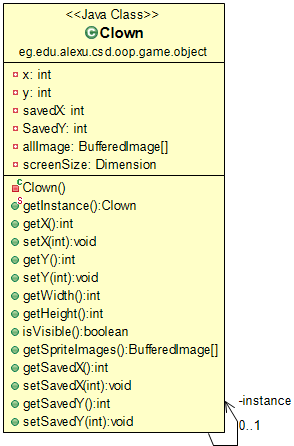 <<Java Class>>
Clown
eg.edu.alexu.csd.oop.game.object
x: int
y: int
savedX: int
SavedY: int
allImage: BufferedImage[]
screenSize: Dimension
Clown()
getInstance():Clown
getX():int
setX(int):void
getY():int
setY(int):void
getWidth():int
getHeight():int
isVisible():boolean
getSpriteImages():BufferedImage[]
getSavedX():int
setSavedX(int):void
getSavedY():int
setSavedY(int):void
-instance
0..1